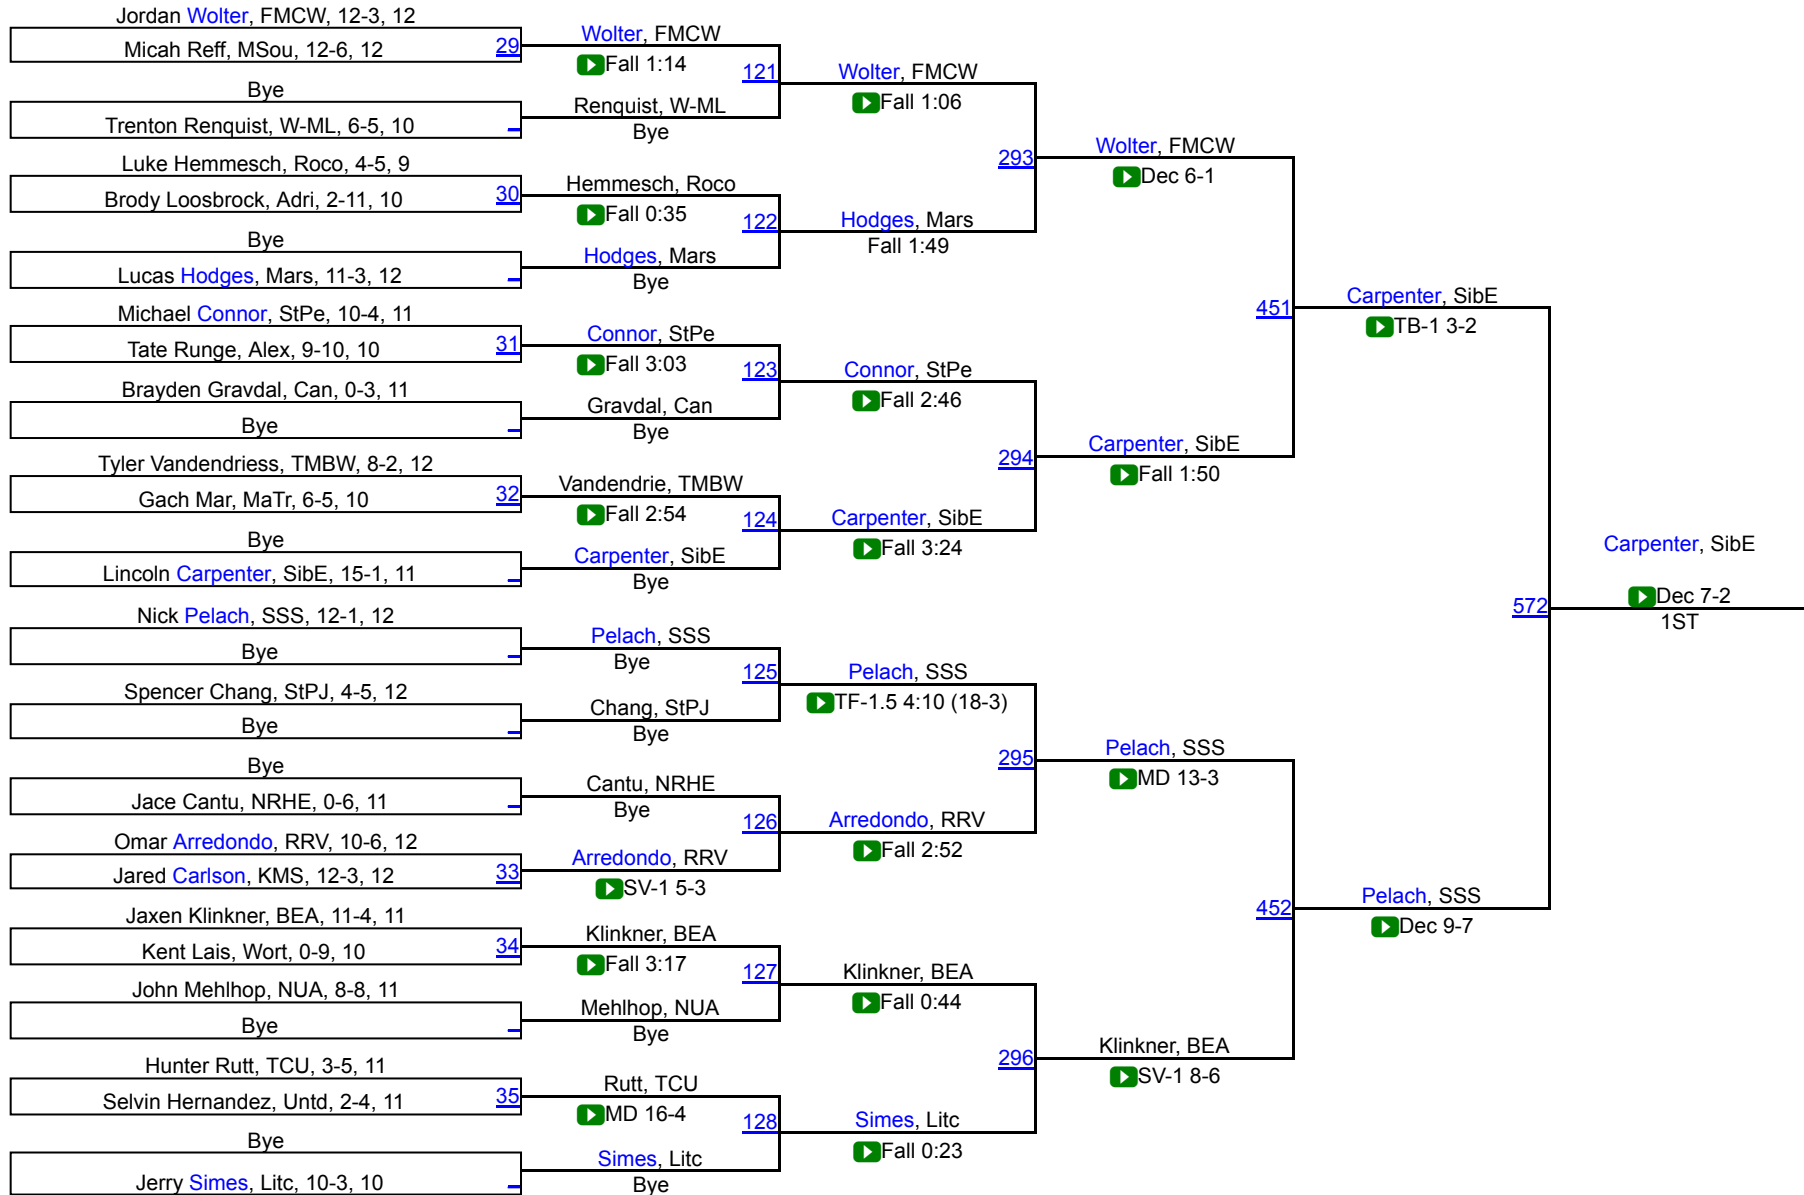 Jordan Wolter, FMCW, 12-3, 12
Micah Reff, MSou, 12-6, 12
29
Bye
Trenton Renquist, W-ML, 6-5, 10
Luke Hemmesch, Roco, 4-5, 9
Brody Loosbrock, Adri, 2-11, 10
30
Bye
Lucas Hodges, Mars, 11-3, 12
Michael Connor, StPe, 10-4, 11
Tate Runge, Alex, 9-10, 10
31
Brayden Gravdal, Can, 0-3, 11
Bye
Tyler Vandendriess, TMBW, 8-2, 12
Gach Mar, MaTr, 6-5, 10
32
Bye
Lincoln Carpenter, SibE, 15-1, 11
Nick Pelach, SSS, 12-1, 12
Bye
Spencer Chang, StPJ, 4-5, 12
Bye
Bye
Jace Cantu, NRHE, 0-6, 11
Omar Arredondo, RRV, 10-6, 12
Jared Carlson, KMS, 12-3, 12
33
Jaxen Klinkner, BEA, 11-4, 11
Kent Lais, Wort, 0-9, 10
34
John Mehlhop, NUA, 8-8, 11
Bye
Hunter Rutt, TCU, 3-5, 11
Selvin Hernandez, Untd, 2-4, 11
35
Bye
Jerry Simes, Litc, 10-3, 10
Wolter, FMCW
Fall 1:14
121
Renquist, W-ML
Bye
Hemmesch, Roco
Fall 0:35
122
Hodges, Mars
Bye
Connor, StPe
Fall 3:03
123
Gravdal, Can
Bye
Vandendrie, TMBW
Fall 2:54
124
Carpenter, SibE
Bye
Pelach, SSS
Bye
125
Chang, StPJ
Bye
Cantu, NRHE
Bye
126
Arredondo, RRV
SV-1 5-3
Klinkner, BEA
Fall 3:17
127
Mehlhop, NUA
Bye
Rutt, TCU
MD 16-4
128
Simes, Litc
Bye
Wolter, FMCW
Fall 1:06
293
Hodges, Mars
Fall 1:49
Connor, StPe
Fall 2:46
294
Carpenter, SibE
Fall 3:24
Pelach, SSS
TF-1.5 4:10 (18-3)
295
Arredondo, RRV
Fall 2:52
Klinkner, BEA
Fall 0:44
296
Simes, Litc
Fall 0:23
Wolter, FMCW
Dec 6-1
451
Carpenter, SibE
Fall 1:50
Pelach, SSS
MD 13-3
452
Klinkner, BEA
SV-1 8-6
Carpenter, SibE
TB-1 3-2
572
Pelach, SSS
Dec 9-7
Carpenter, SibE
Dec 7-2
1ST